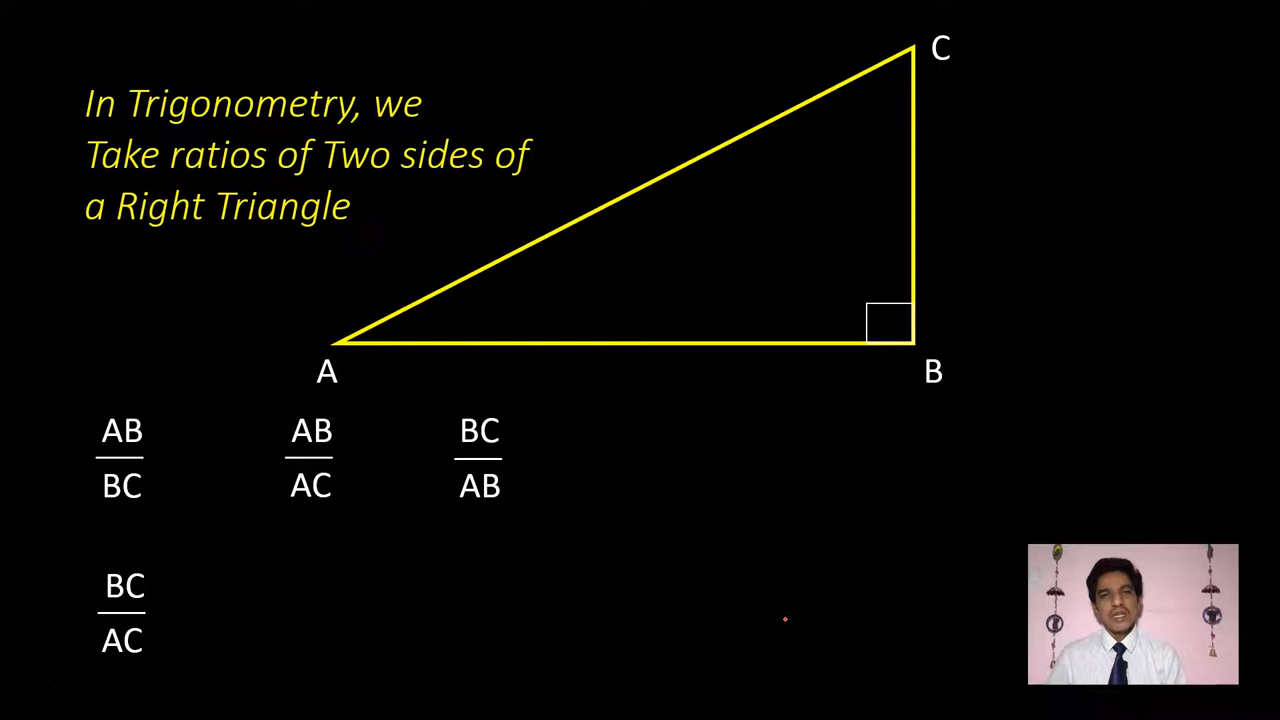 C
In Trigonometry, we
Take ratios of Two sides of
a Right Triangle
A
B
AB
BC
AB
AC
BC
AB
BC
AC